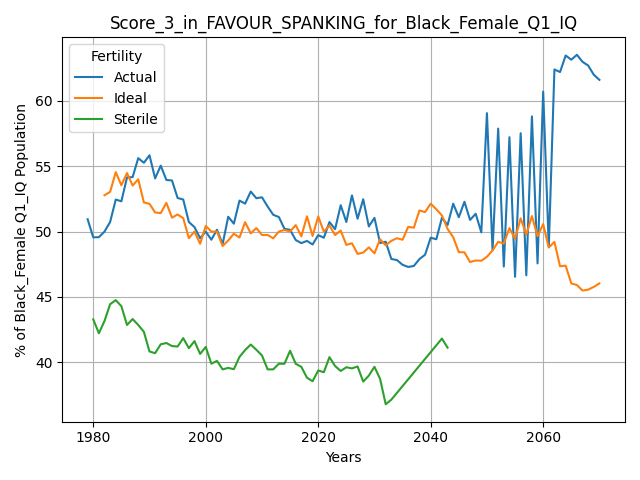 Score_3_in_FAVOUR_SPANKING_for_Black_Female_Q1_IQ
Fertility
Actual
Ideal
Sterile
% of Black_Female Q1_IQ Population
60
55
50
45
40
1980
2000
2020
2040
2060
Years